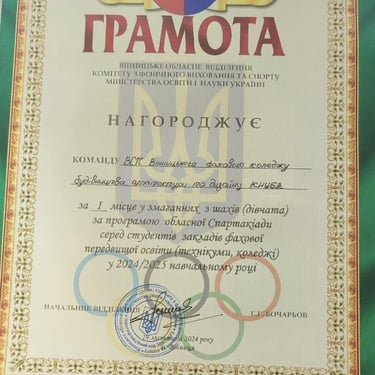 ГРАМОТА
ВІННИЦЬКЕ ОБЛАСНЕ ВІДДІЛЕННЯ
КОМІТЕТУ З ФІЗИЧНОГО ВИХОВАННЯ ТА СПОРТУ
МІНІСТЕРСТВА ОСВІТИ І НАУКИ УКРАЇНИ
НАГОРОДЖУЄ
КОМАНДУ ВСП Вінницького фахового коледжу
будівництва, архітектури та дизайну КНУБА
за I місце у змаганнях з шахів (дівчата)
за програмою обласної Спартакіади
серед студентів закладів фахової
передвищої освіти (технікуми, коледжі)
у 2024/2025 навчальному році
НАЧАЛЬНИК ВІДДІЛЕННЯ Г.Г. БОЧАРЬОВ
2024 року
м. Вінниця